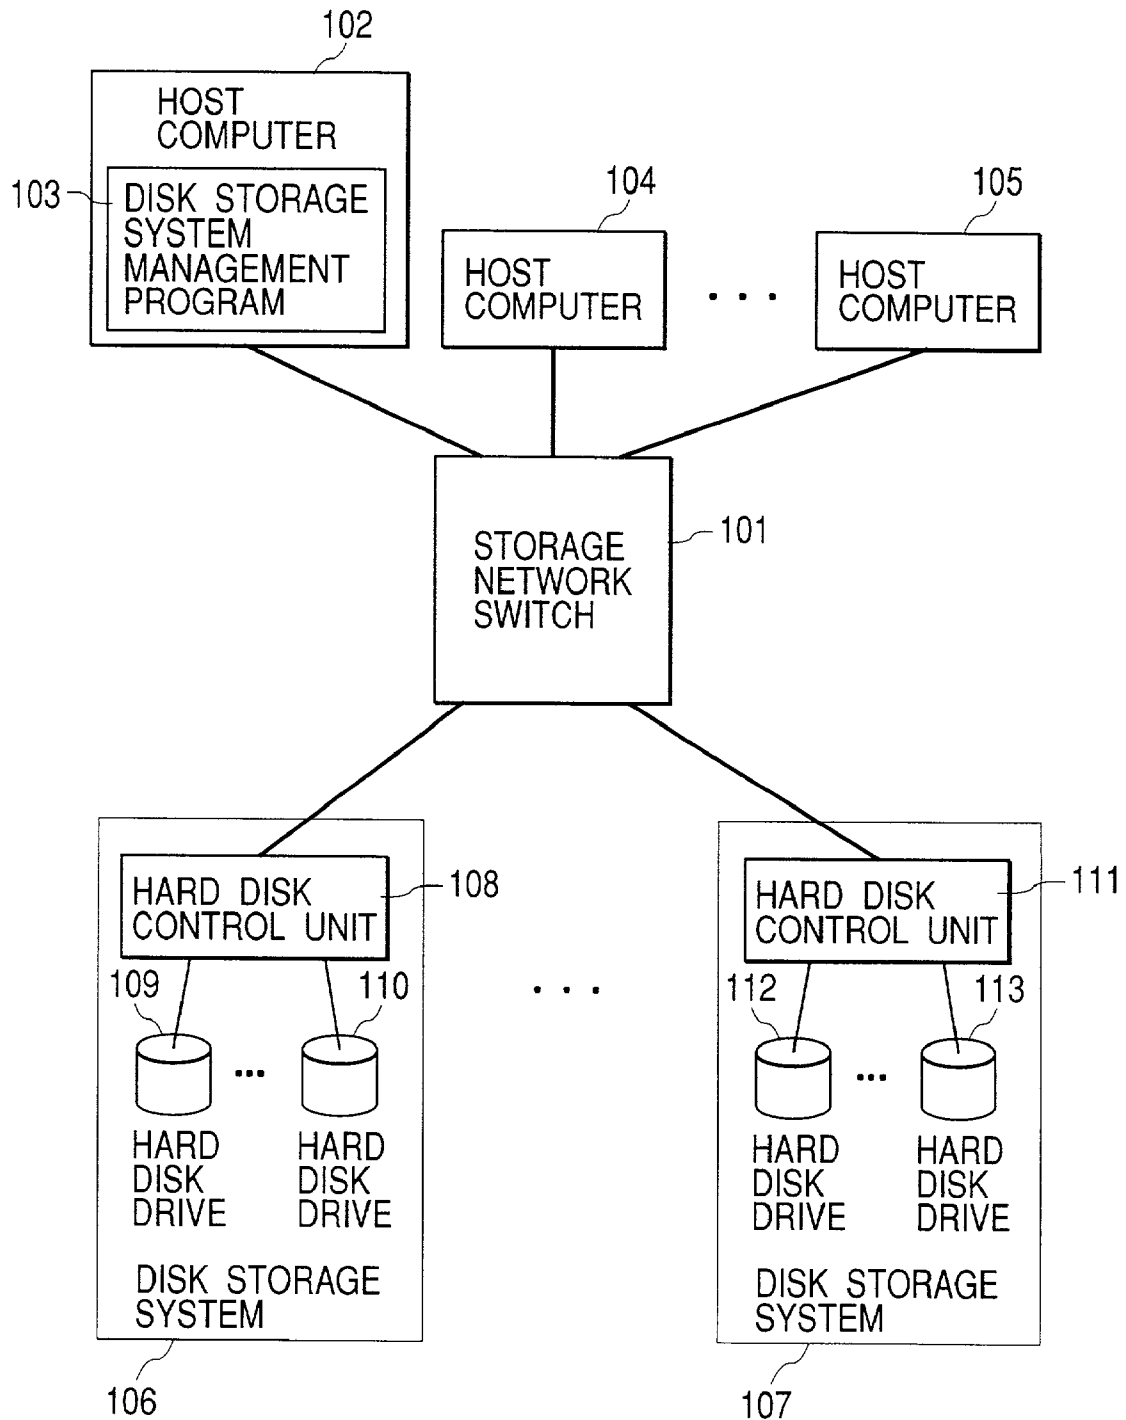 102
HOST
COMPUTER
103
DISK STORAGE
SYSTEM
MANAGEMENT
PROGRAM
104
HOST
COMPUTER
. . .
105
HOST
COMPUTER
101
STORAGE
NETWORK
SWITCH
HARD DISK
CONTROL UNIT
108
109
110
...
HARD
DISK
DRIVE
HARD
DISK
DRIVE
DISK STORAGE
SYSTEM
106
. . .
HARD DISK
CONTROL UNIT
111
112
113
...
HARD
DISK
DRIVE
HARD
DISK
DRIVE
DISK STORAGE
SYSTEM
107